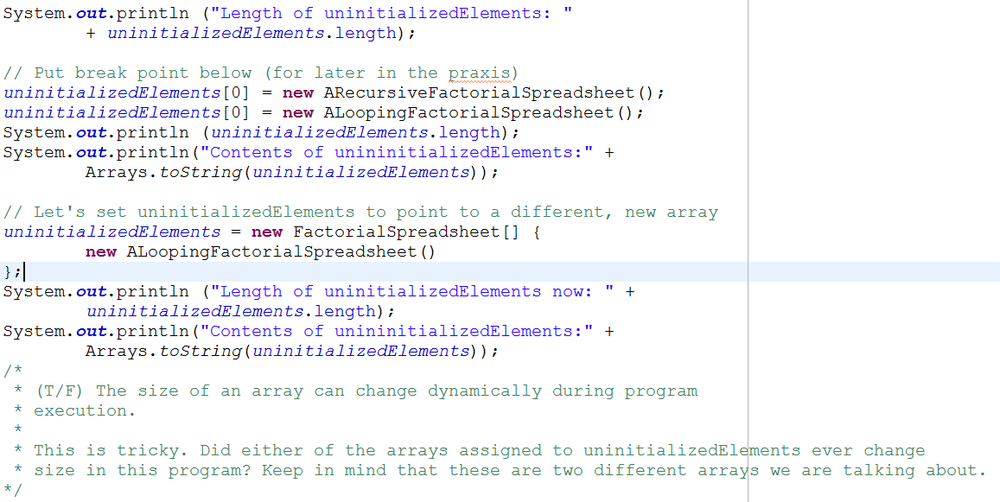 System.out.println ("Length of uninitializedElements: "
+ uninitializedElements.length);
// Put break point below (for later in the praxis)
uninitializedElements[0] = new ARecursiveFactorialSpreadsheet();
uninitializedElements[0] = new ALoopingFactorialSpreadsheet();
System.out.println (uninitializedElements.length);
System.out.println("Contents of unininitializedElements:" +
Arrays.toString(uninitializedElements));
// Let's set uninitializedElements to point to a different, new array
uninitializedElements = new FactorialSpreadsheet[] {
new ALoopingFactorialSpreadsheet()
};
System.out.println ("Length of uninitializedElements now: " +
uninitializedElements.length);
System.out.println("Contents of unininitializedElements:" +
Arrays.toString(uninitializedElements));
/*
* (T/F) The size of an array can change dynamically during program
* execution.
*
* This is tricky. Did either of the arrays assigned to uninitializedElements ever change
* size in this program? Keep in mind that these are two different arrays we are talking about.
*/